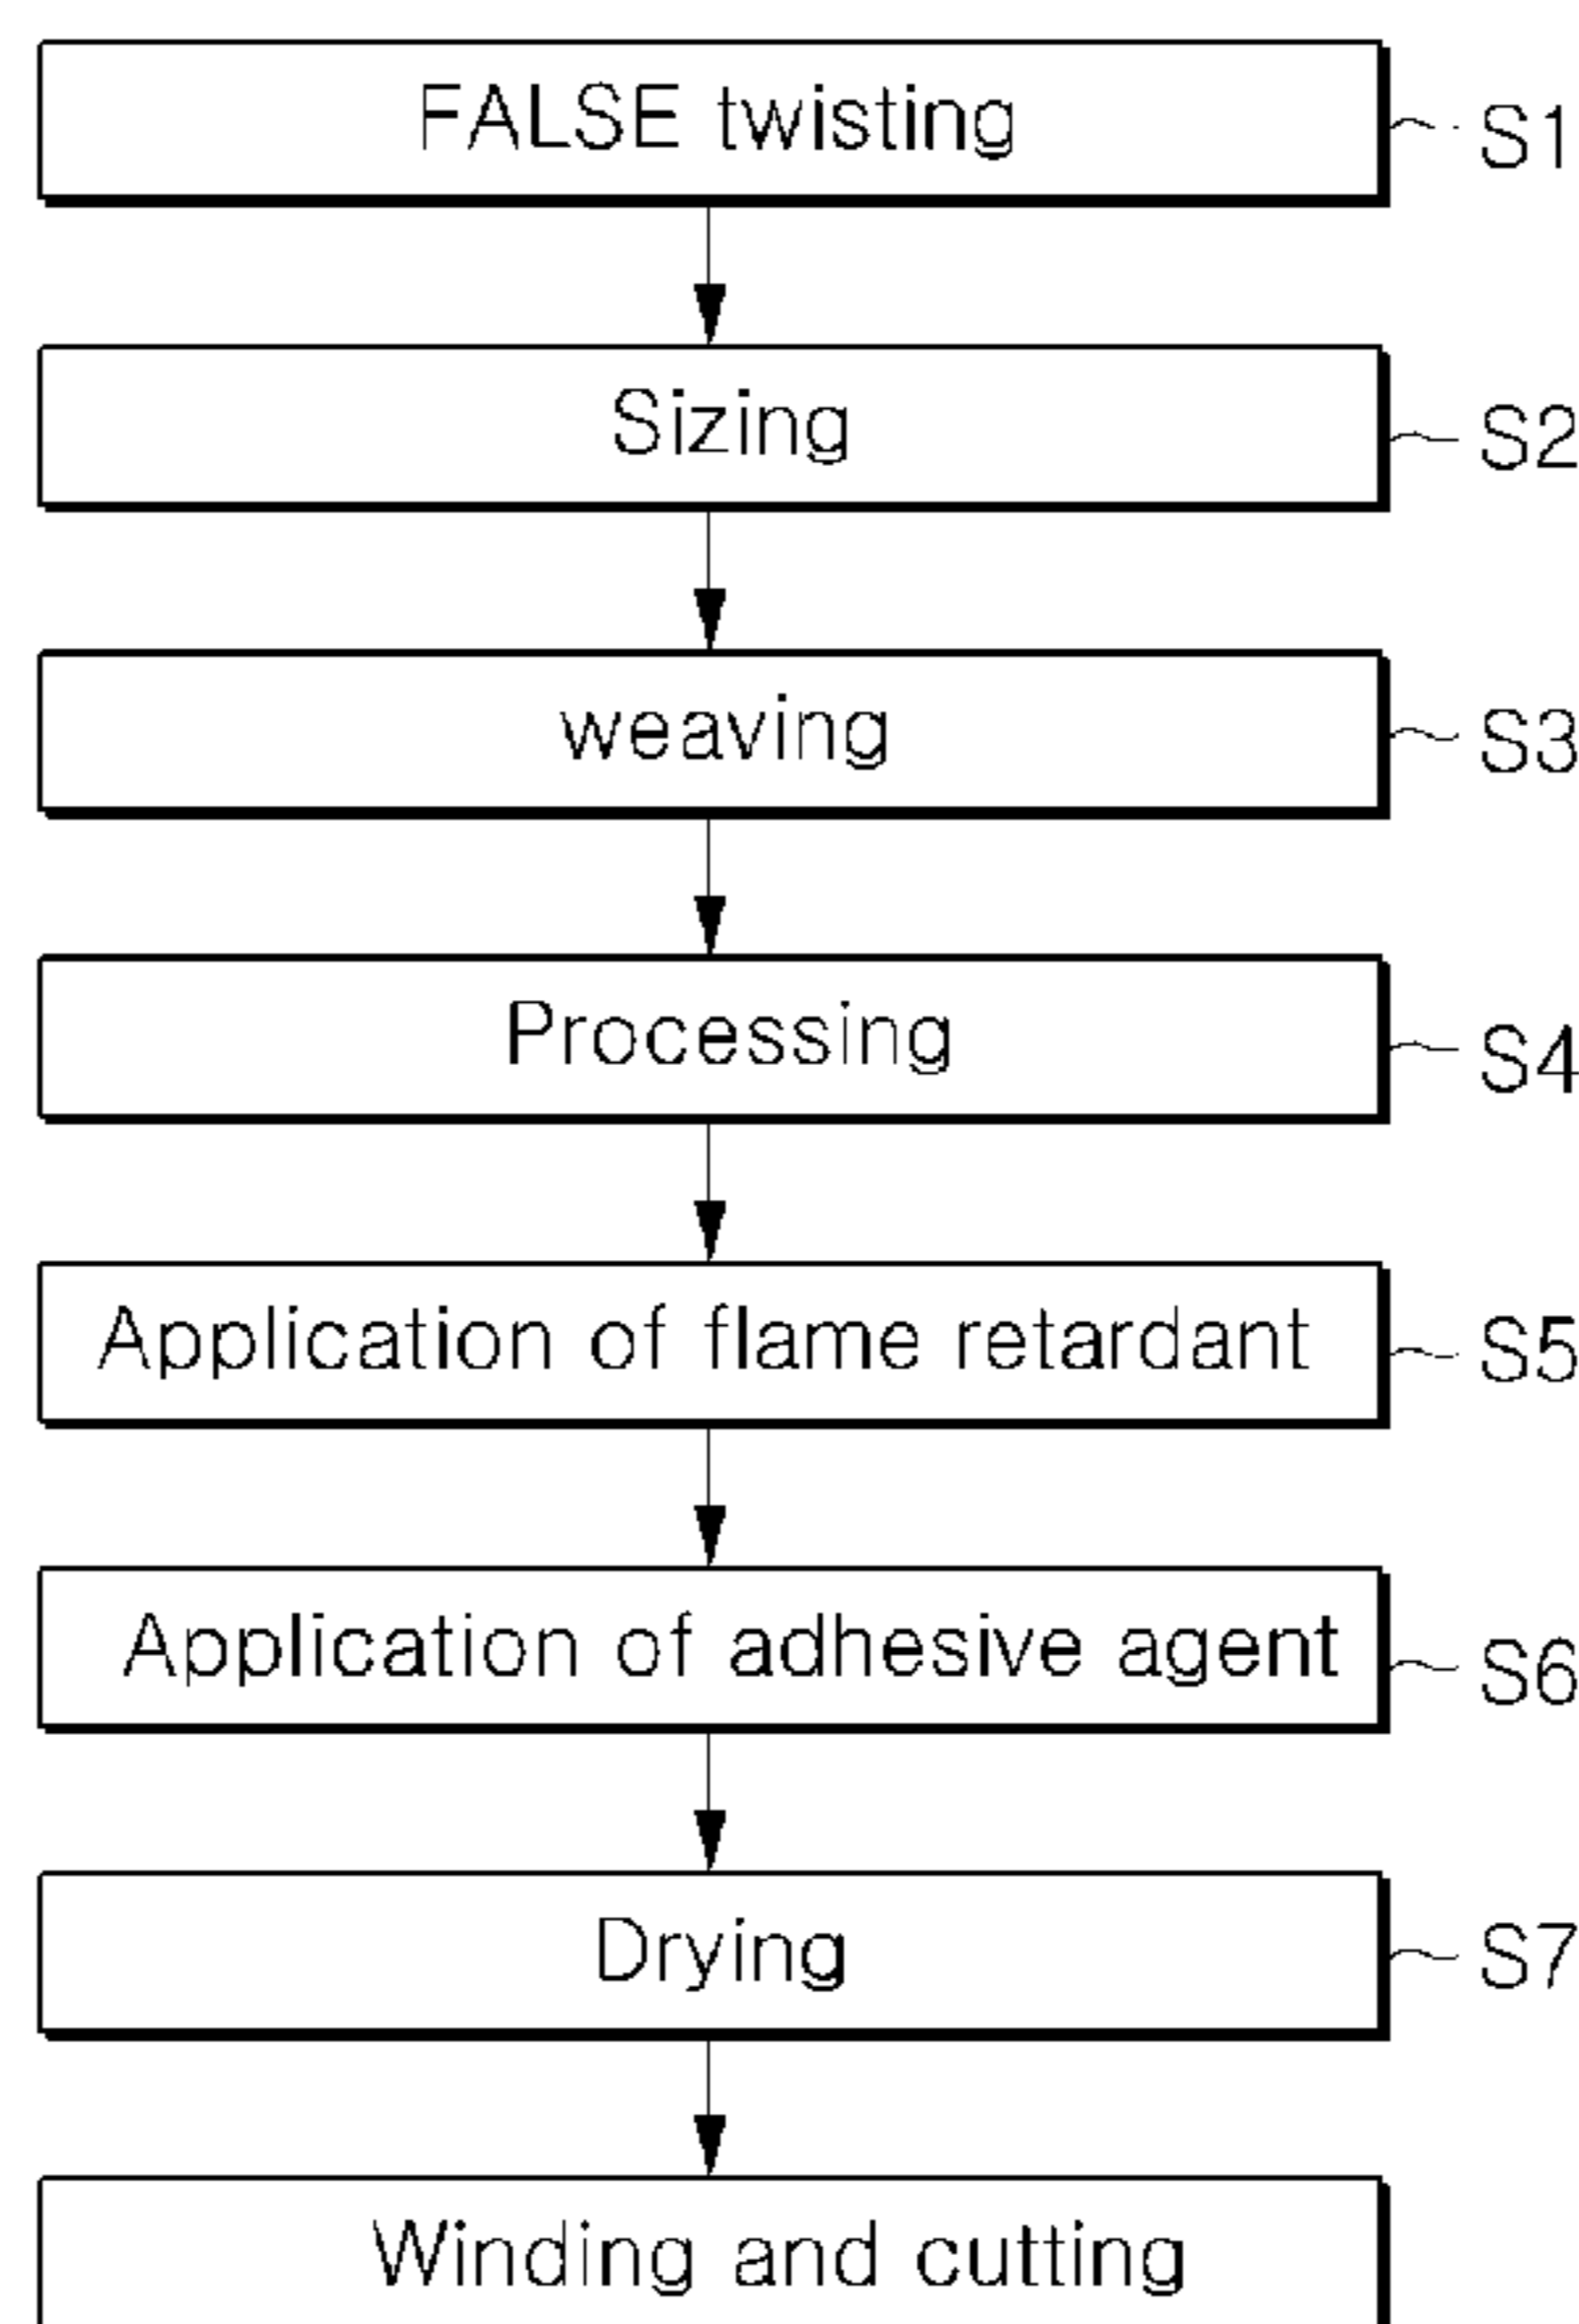 FALSE twisting
S1
Sizing
S2
weaving
S3
Processing
S4
Application of flame retardant
S5
Application of adhesive agent
S6
Drying
S7
Winding and cutting